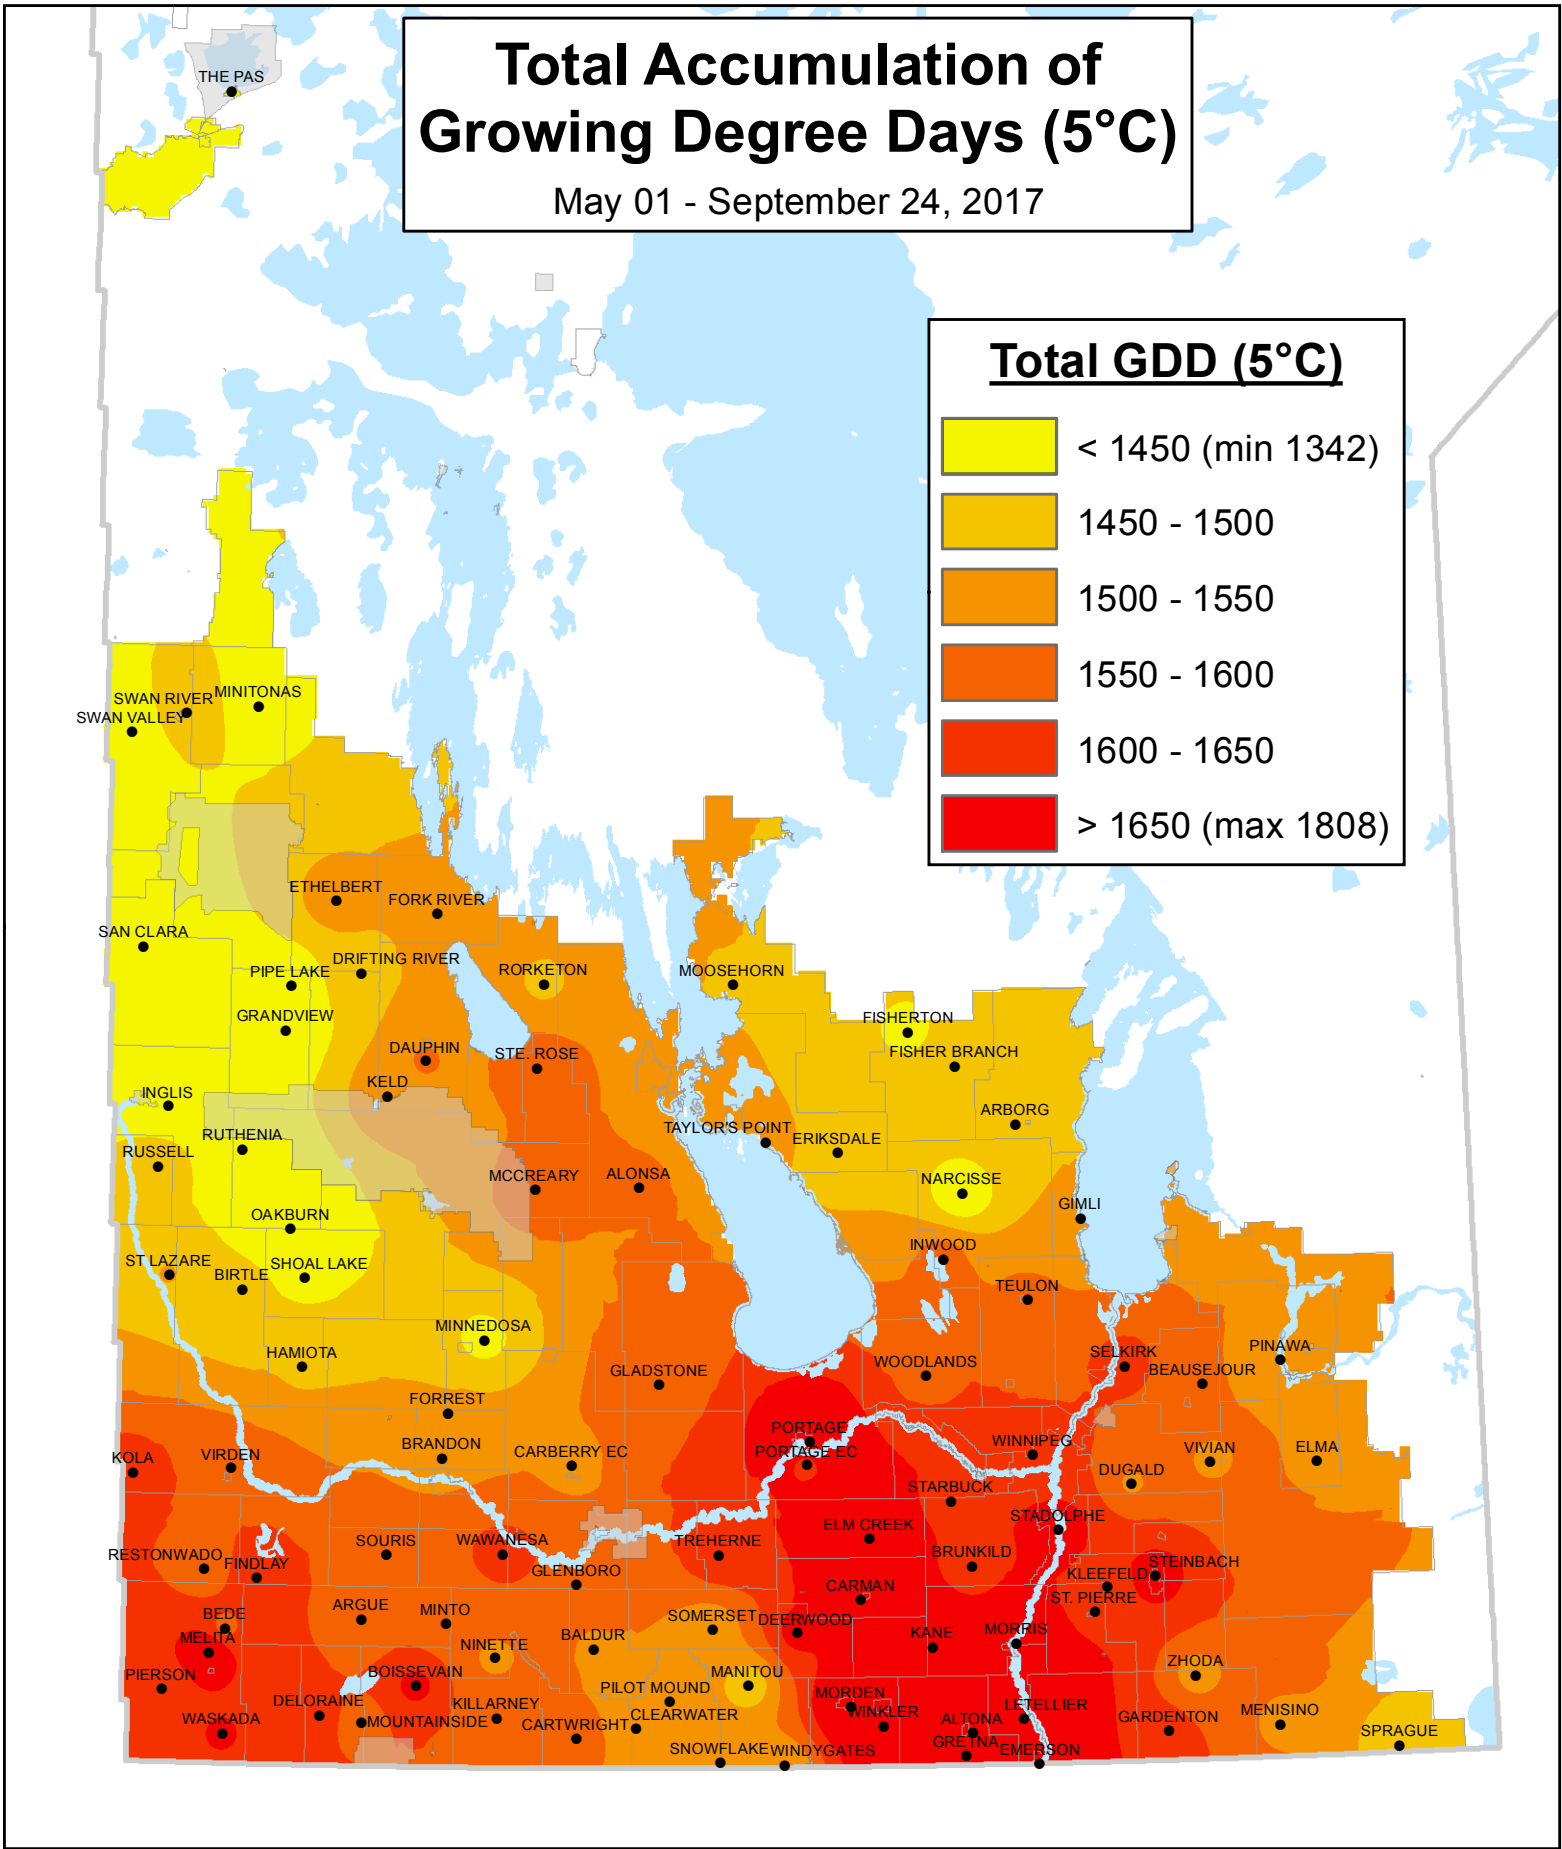 Total Accumulation of
Growing Degree Days (5°C)
May 01 - September 24, 2017
THE PAS
Total GDD (5°C)
< 1450 (min 1342)
1450 - 1500
1500 - 1550
1550 - 1600
1600 - 1650
> 1650 (max 1808)
SWAN RIVER
MINITONAS
SWAN VALLEY
ETHELBERT
FORK RIVER
SAN CLARA
PIPE LAKE
DRIFTING RIVER
RORKETON
MOOSEHORN
GRANDVIEW
FISHERTON
DAUPHIN
STE. ROSE
FISHER BRANCH
KELD
INGLIS
ARBORG
RUTHENIA
TAYLOR'S POINT
ERIKSDALE
RUSSELL
MCCREARY
ALONSA
NARCISSE
GIMLI
OAKBURN
INWOOD
ST LAZARE
BIRTLE
SHOAL LAKE
TEULON
MINNEDOSA
HAMIOTA
GLADSTONE
WOODLANDS
SELKIRK
BEAUSEJOUR
PINAWA
FORREST
PORTAGE
KOLA
VIRDEN
BRANDON
CARBERRY EC
PORTAGE EC
WINNIPEG
DUGALD
VIVIAN
ELMA
STARBUCK
STADOLPHE
ELM CREEK
RESTONWADO
FINDLAY
SOURIS
WAWANESA
TREHERNE
BRUNKILD
GLENBORO
KLEEFELD
STEINBACH
CARMAN
ST. PIERRE
BEDE
ARGUE
MINTO
SOMERSET
DEERWOOD
MELITA
NINETTE
BALDUR
KANE
MORRIS
PIERSON
BOISSEVAIN
PILOT MOUND
MANITOU
ZHODA
DELORAINE
KILLARNEY
MORDEN
WINKLER
LETELLIER
WASKADA
MOUNTAINSIDE
CARTWRIGHT
CLEARWATER
ALTONA
GARDENTON
MENISINO
SPRAGUE
SNOWFLAKE
WINDYGATES
GRETNA
EMERSON